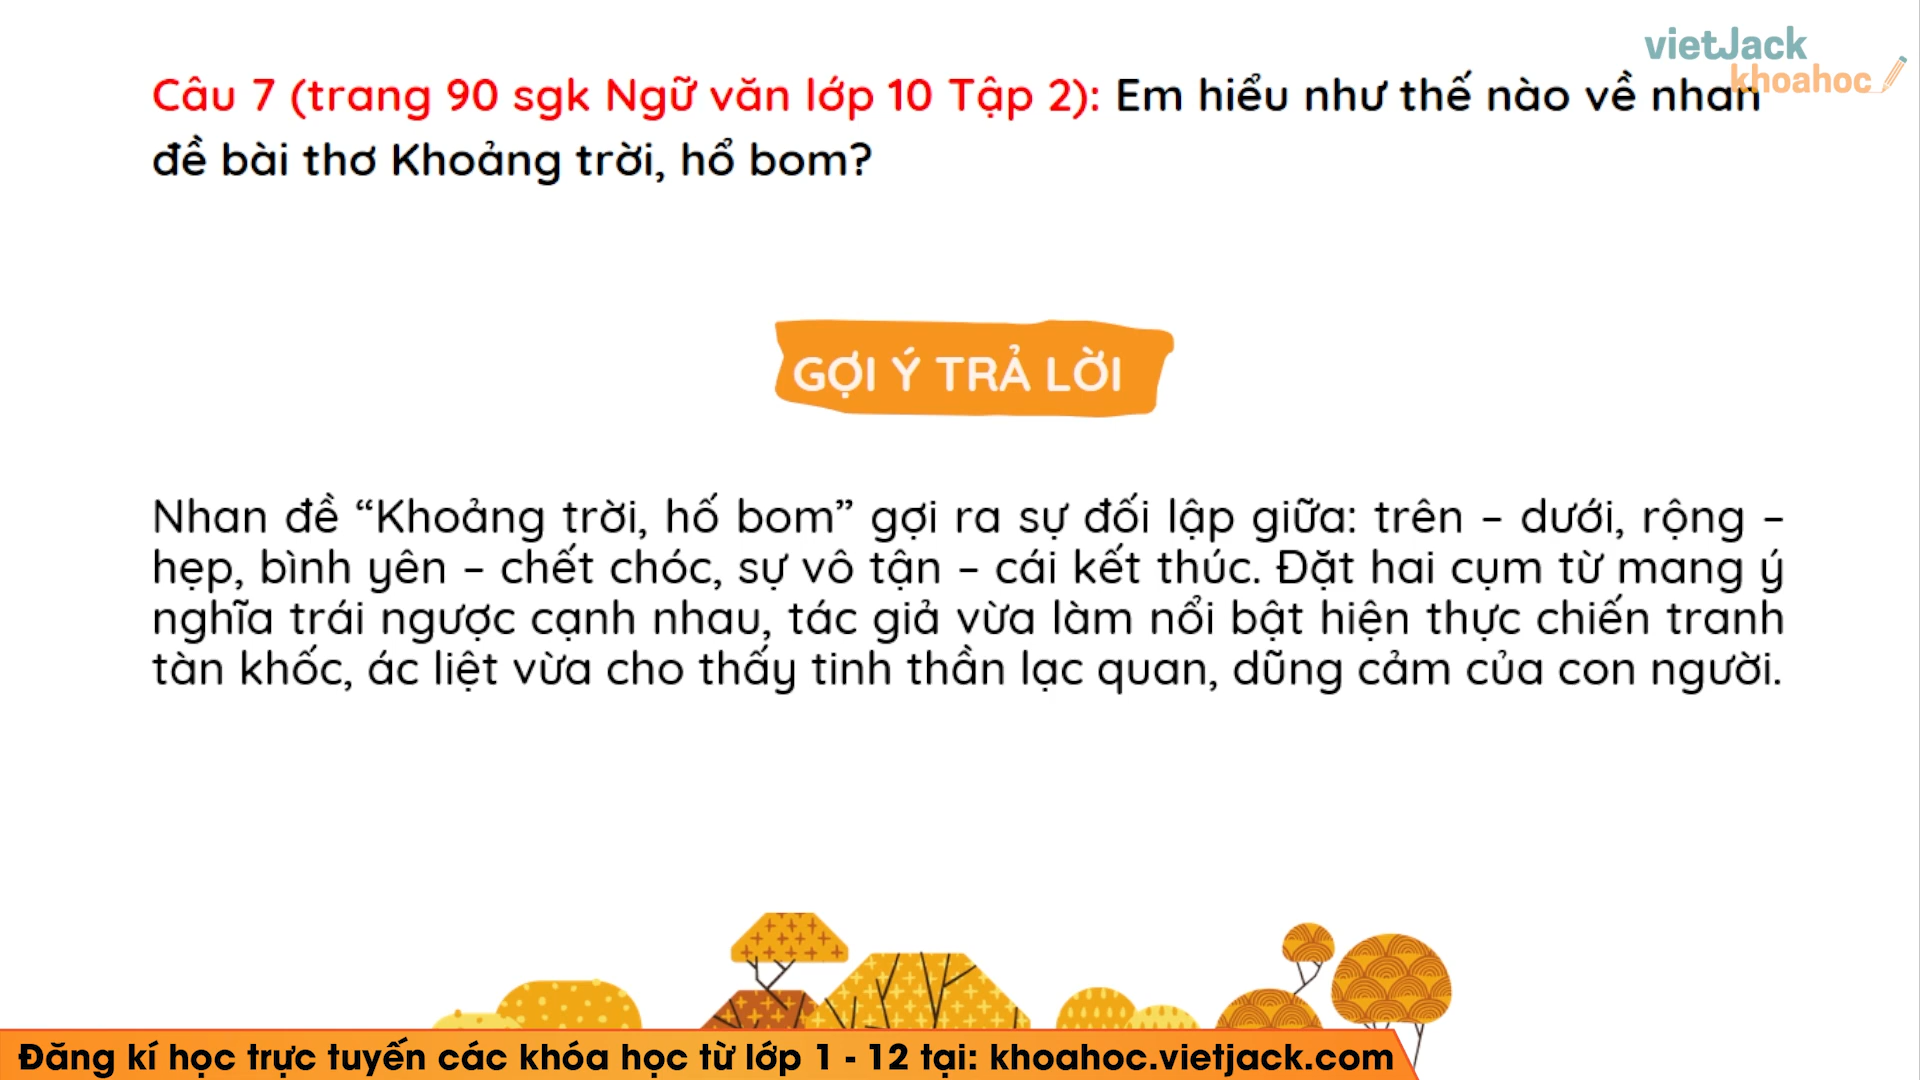 vietJack
khoahoc
Câu 7 (trang 90 sgk Ngữ văn lớp 10 Tập 2): Em hiểu như thế nào về nhan
đề bài thơ Khoảng trời, hổ bom?
GỢI Ý TRẢ LỜI
Nhan đề “Khoảng trời, hố bom” gợi ra sự đối lập giữa: trên – dưới, rộng –
hẹp, bình yên – chết chóc, sự vô tận – cái kết thúc. Đặt hai cụm từ mang ý
nghĩa trái ngược cạnh nhau, tác giả vừa làm nổi bật hiện thực chiến tranh
tàn khốc, ác liệt vừa cho thấy tinh thần lạc quan, dũng cảm của con người.
Đăng kí học trực tuyến các khóa học từ lớp 1 - 12 tại: khoahoc.vietjack.com